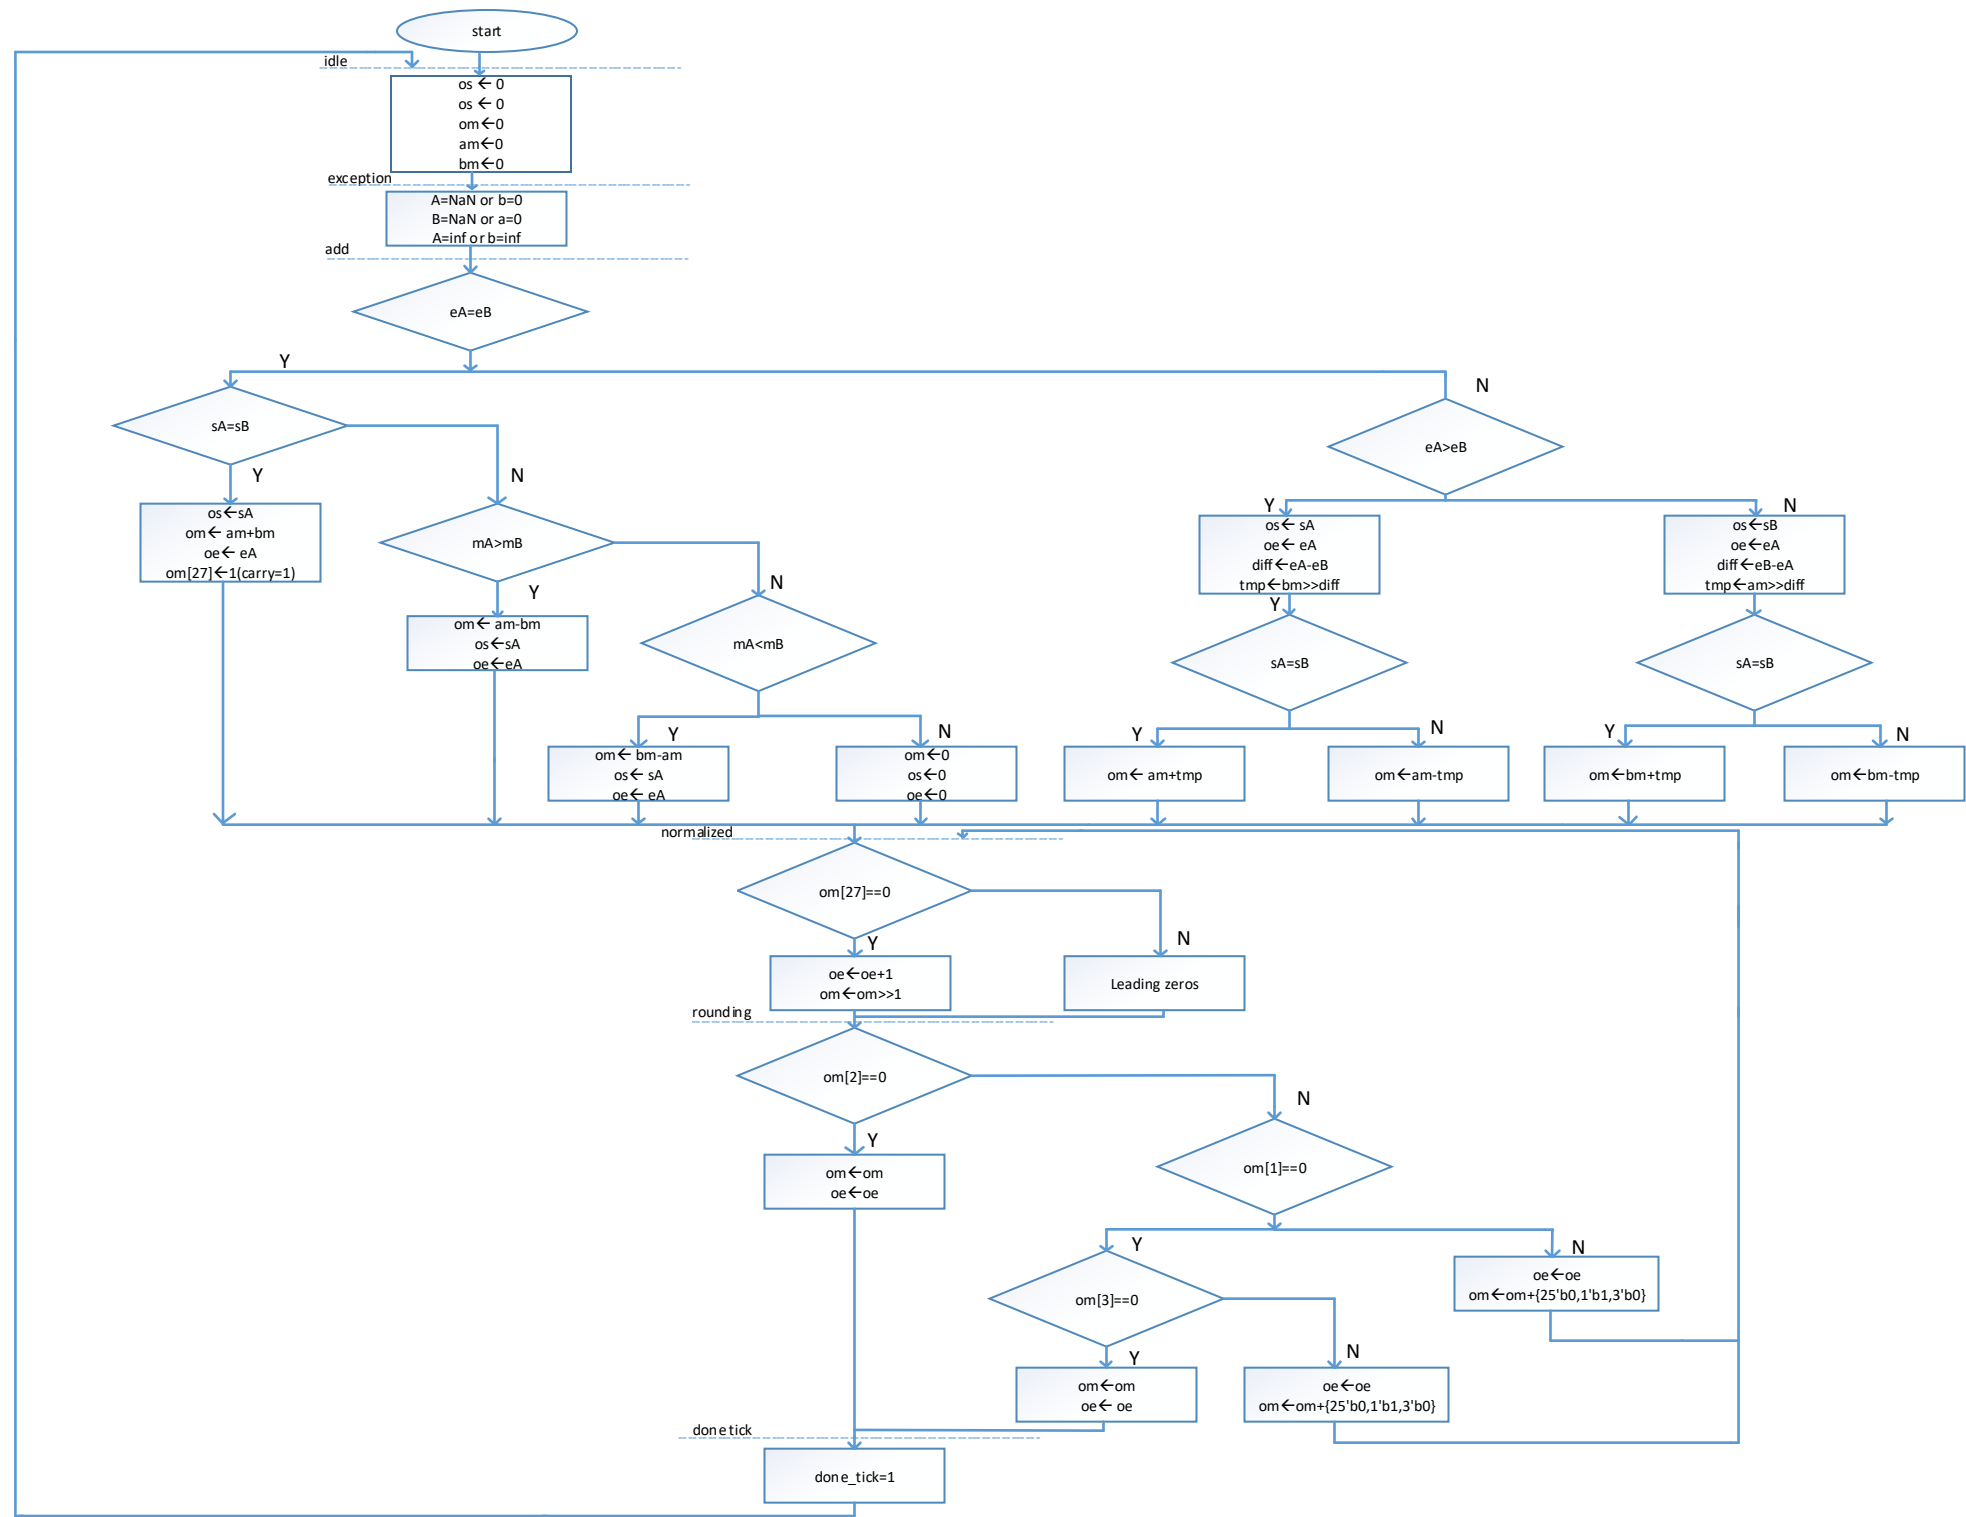 start
idle
os ← 0
os ← 0
om←0
am←0
bm←0
exception
A=NaN or b=0
B=NaN or a=0
A=inf or b=inf
add
eA=eB
Y
N
sA=sB
eA>eB
Y
N
Y
N
os←sA
om← am+bm
oe← eA
om[27]←1(carry=1)
mA>mB
os← sA
oe← eA
diff←eA-eB
tmp←bm>>diff
os←sB
oe←eA
diff←eB-eA
tmp←am>>diff
Y
N
Y
om← am-bm
os←sA
oe←eA
mA<mB
sA=sB
sA=sB
Y
N
Y
N
Y
N
om← bm-am
os← sA
oe← eA
om←0
os←0
oe←0
om← am+tmp
om←am-tmp
om←bm+tmp
om←bm-tmp
normalized
om[27]==0
Y
N
oe←oe+1
om←om>>1
Leading zeros
rounding
om[2]==0
N
Y
om←om
oe←oe
om[1]==0
Y
N
om[3]==0
oe←oe
om←om+{25'b0,1'b1,3'b0}
Y
N
om←om
oe← oe
oe←oe
om←om+{25'b0,1'b1,3'b0}
done tick
done_tick=1